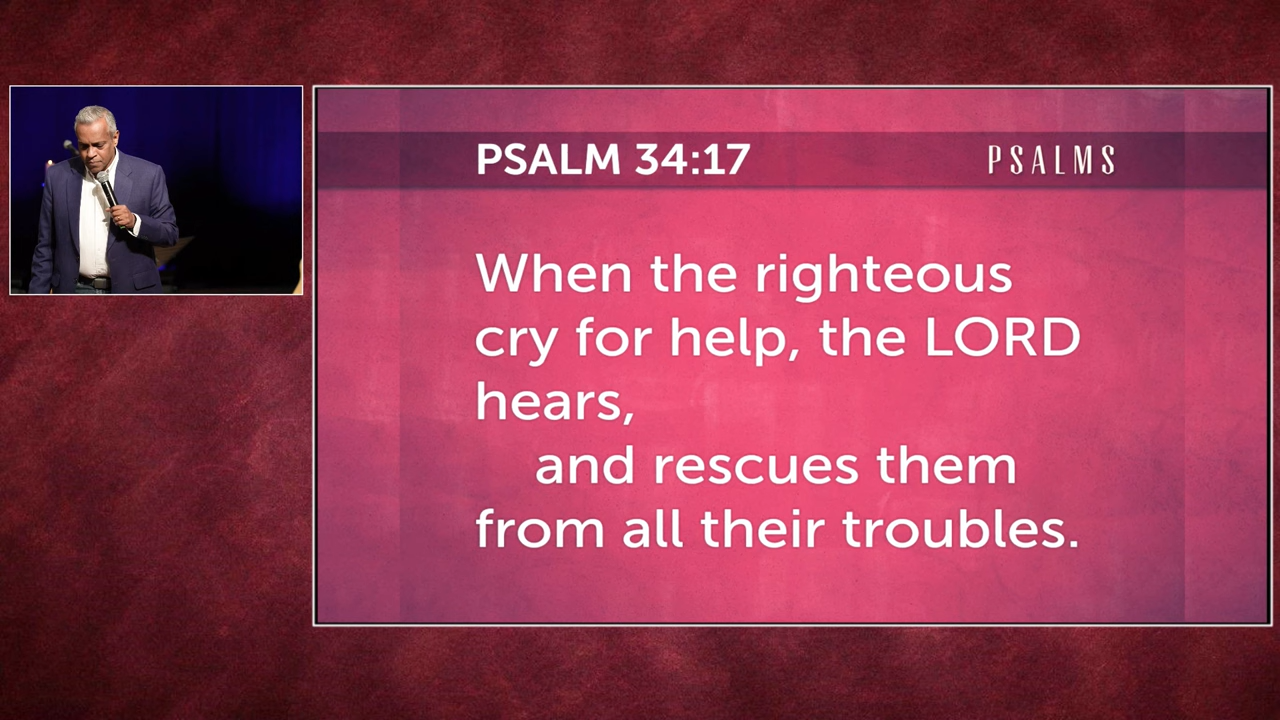 PSALM 34:17
PSALMS
When the righteous
cry for help, the LORD
hears,
and rescues them
from all their troubles.